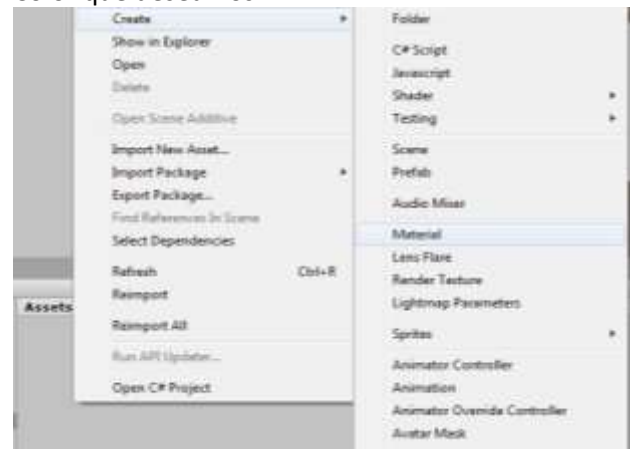 Create
Show in Explorer
Open
Delete
Open Scene Additive
Import New Asset...
Import Package
Export Package...
Find References In Scene
Select Dependencies
Refresh Ctrl+R
Reimport
Reimport All
Run API Updater...
Open C# Project
Assets
Folder
C# Script
Javascript
Shader
Testing
Scene
Prefab
Audio Mixer
Material
Lens Flare
Render Texture
Lightmap Parameters
Sprites
Animator Controller
Animation
Animator Override Controller
Avatar Mask